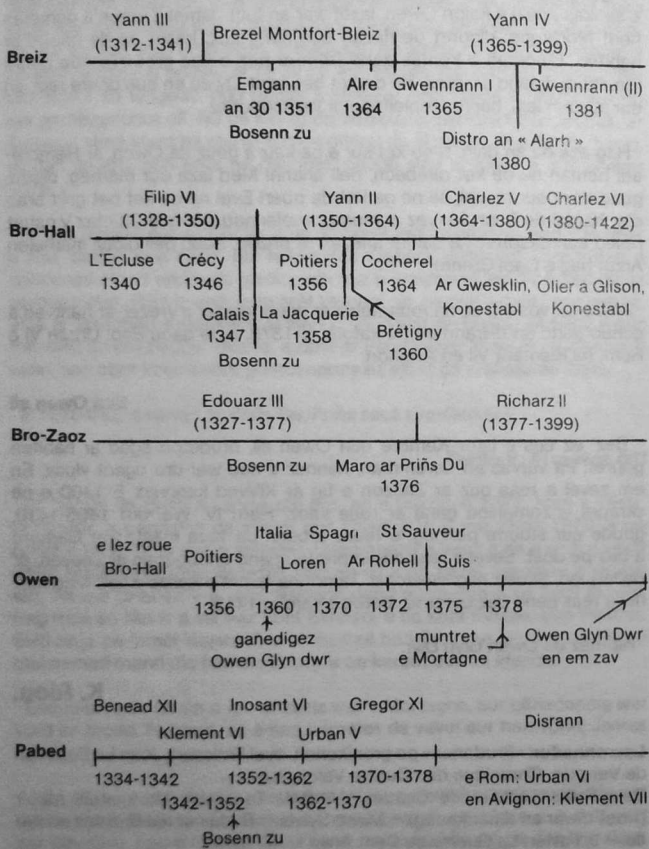 Yann III
Yann IV
(1312-1341)
Brezel Montfort-Bleiz
(1365-1399)
Breiz
Emgann
Alre
Gwennrann I
Gwennrann (II)
an 30 1351
1364
1365
1381
Bosenn zu
Distro an « Alarh »
1380
Filip VI
Yann II
Charlez V
Charlez VI
(1328-1350)
(1350-1364)
(1364-1380)
(1380-1422)
Bro-Hall
L'Ecluse
Crécy
Poitiers
Cocherel
1340
1346
1356
1364
Ar Gwesklin,
Olier a Glison,
Konestabl
Konestabl
Calais
La Jacquerie
Brétigny
1347
1358
1360
Bosenn zu
Edouarz III
Richarz II
(1327-1377)
(1377-1399)
Bro-Zaoz
Bosenn zu
Maro ar Priñs Du
1376
e lez roue
Italia
Spagn
St Sauveur
Bro-Hall
Poitiers
Loren
Ar Rohell
Suis
Owen
1356
1360
1370
1372
1375
1378
ganedigez
muntret
Owen Glyn Dwr
Owen Glyn dwr
e Mortagne
en em zav
Benead XII
Inosant VI
Gregor XI
Disrann
Klement VI
Urban V
Pabed
1334-1342
1352-1362
1370-1378
e Rom: Urban VI
1342-1352
1362-1370
en Avignon: Klement VII
Bosenn zu